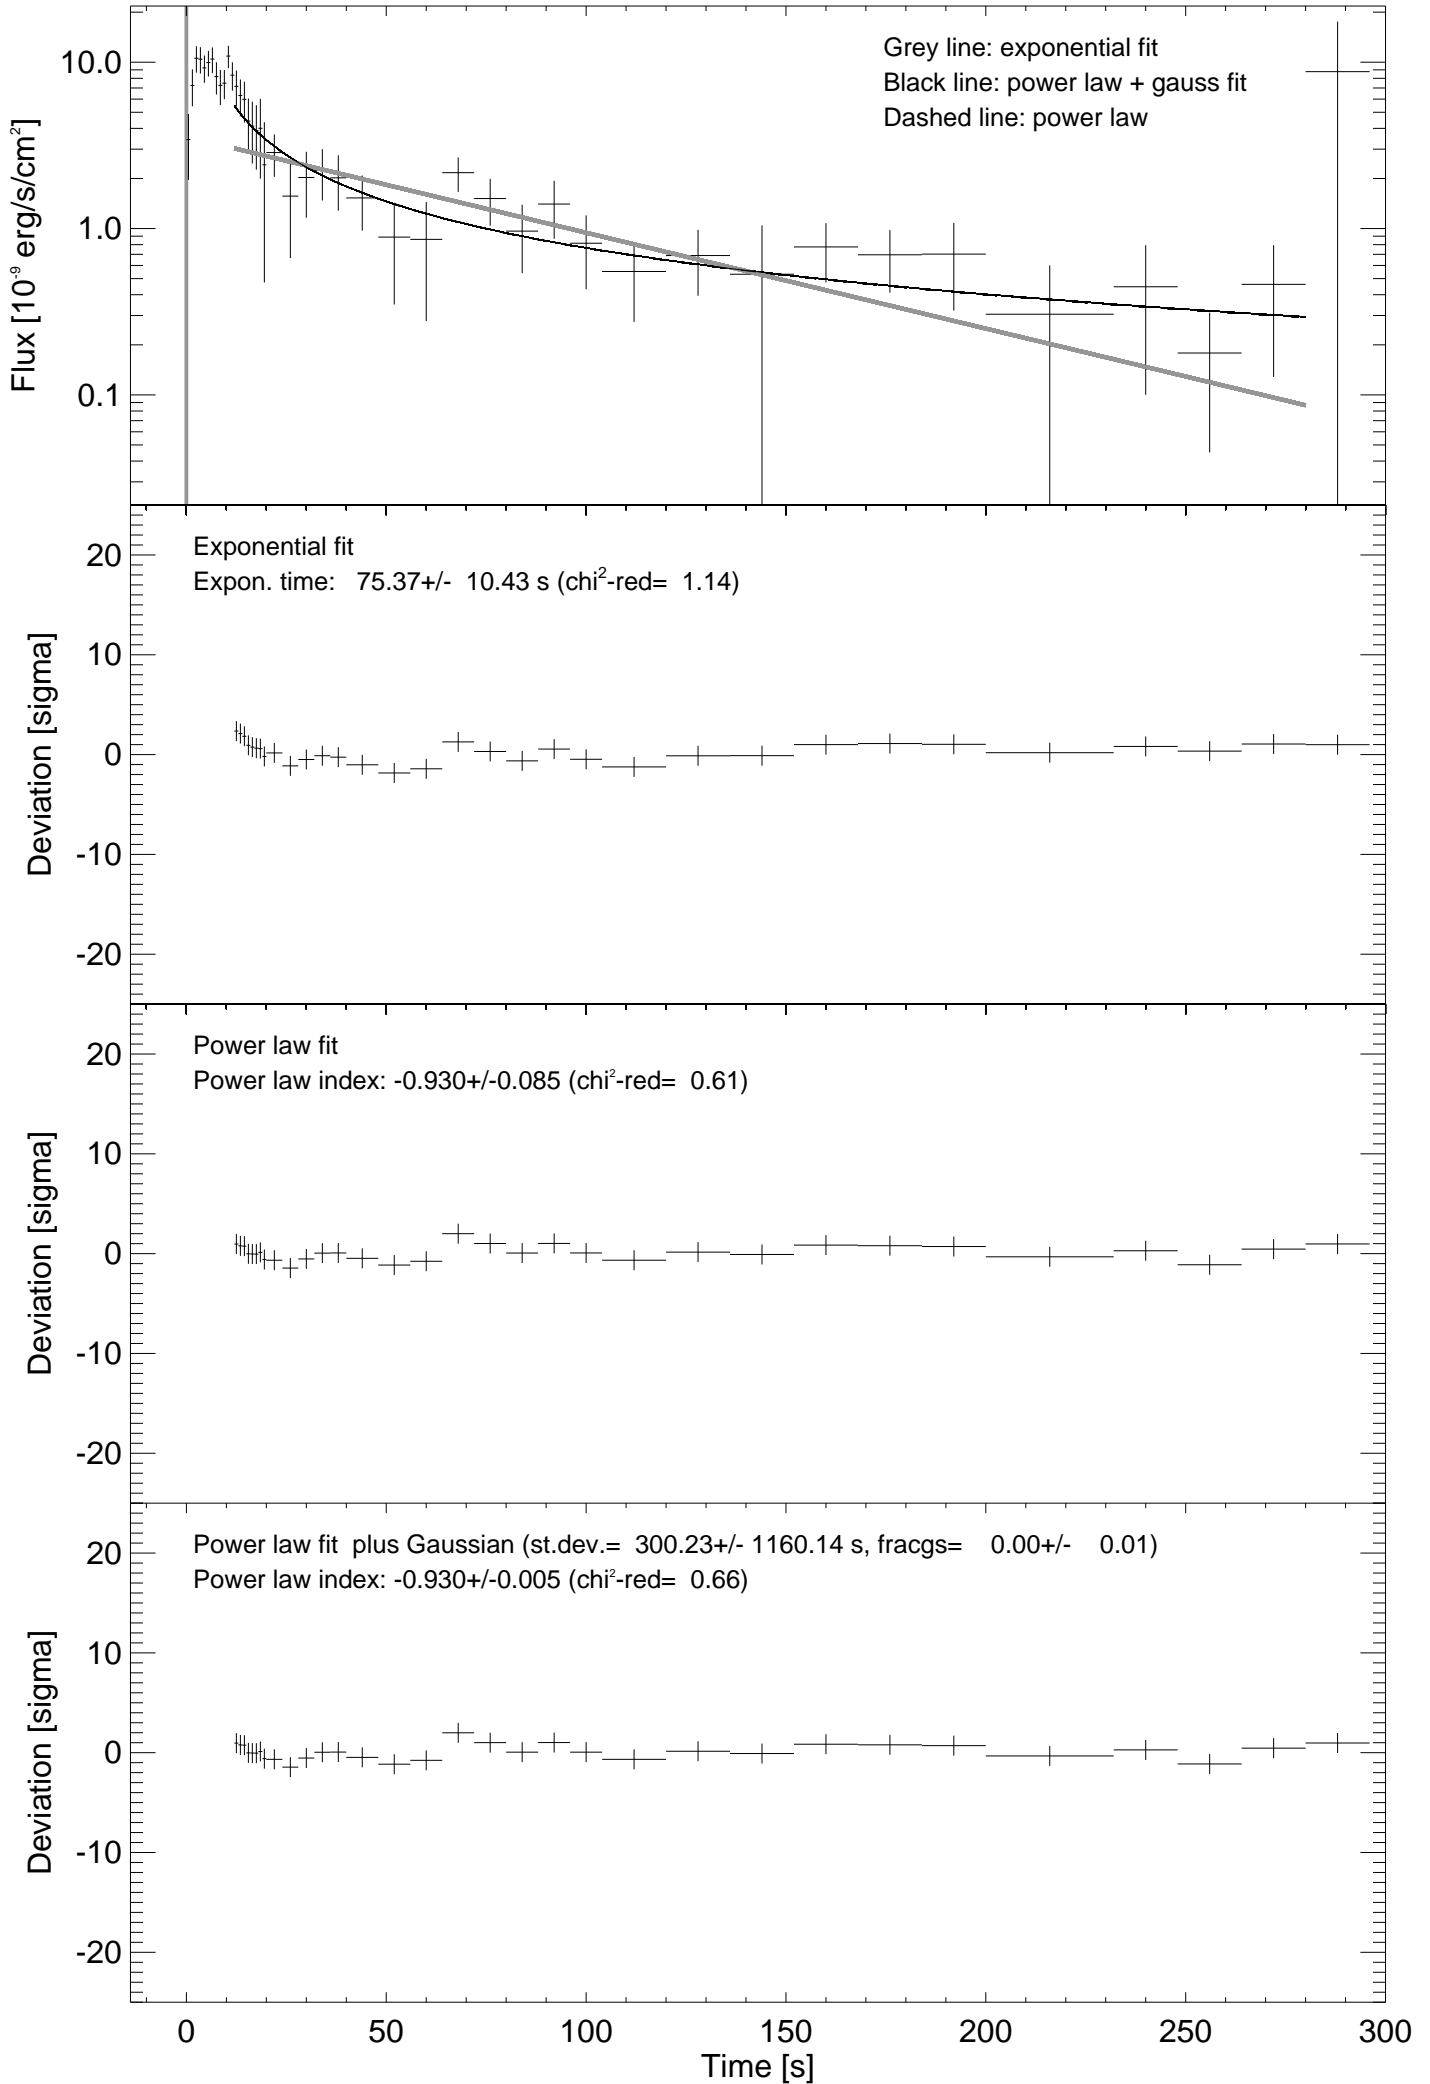 Grey line: exponential fit
Black line: power law + gauss fit
Dashed line: power law
10.0
1.0
0.1
Flux [10⁻⁹ erg/s/cm²]
Exponential fit
Expon. time: 75.37+/- 10.43 s (chi²-red= 1.14)
20
10
0
-10
-20
Deviation [sigma]
Power law fit
Power law index: -0.930+/-0.085 (chi²-red= 0.61)
20
10
0
-10
-20
Deviation [sigma]
Power law fit plus Gaussian (st.dev.= 300.23+/- 1160.14 s, fracgs= 0.00+/- 0.01)
Power law index: -0.930+/-0.005 (chi²-red= 0.66)
20
10
0
-10
-20
Deviation [sigma]
0 50 100 150 200 250 300
Time [s]